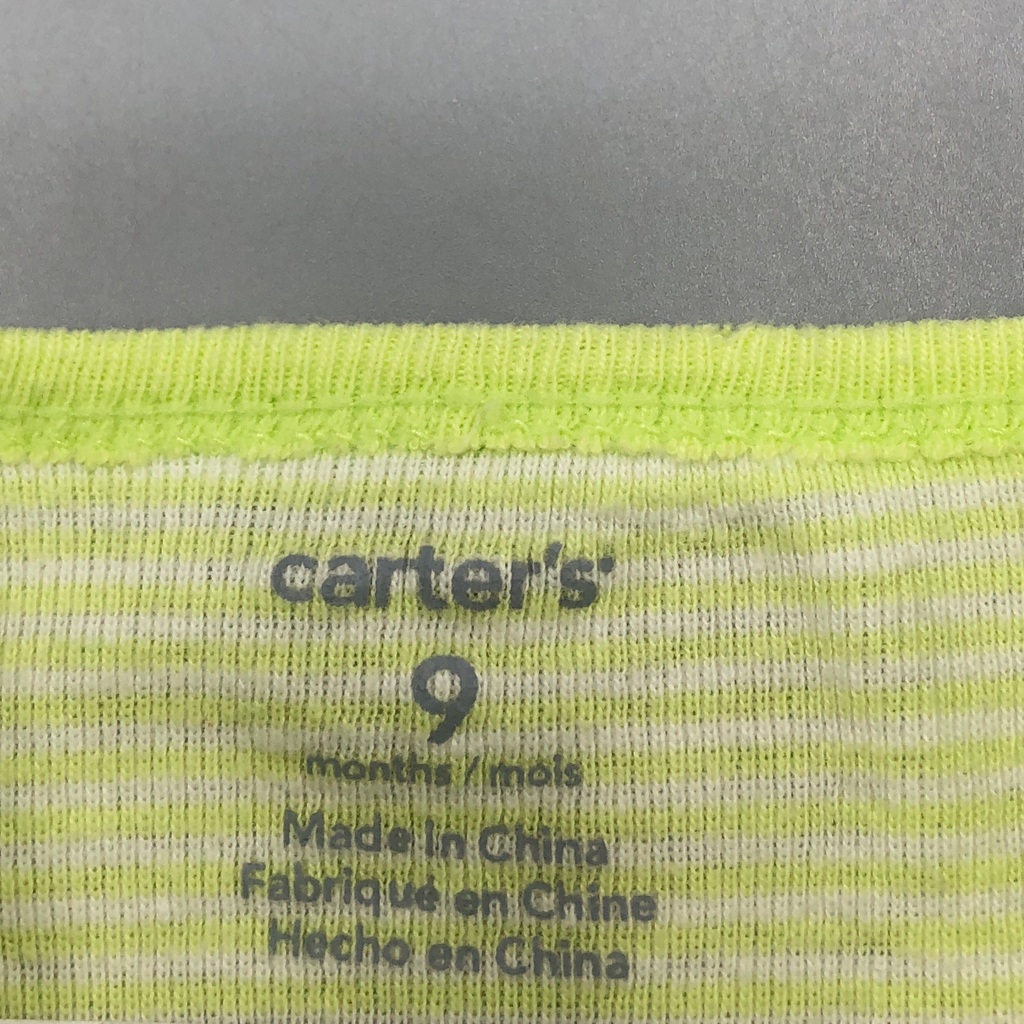 carter's
9
months / mois
Made In China
Fabriqué en Chine
Hecho en China